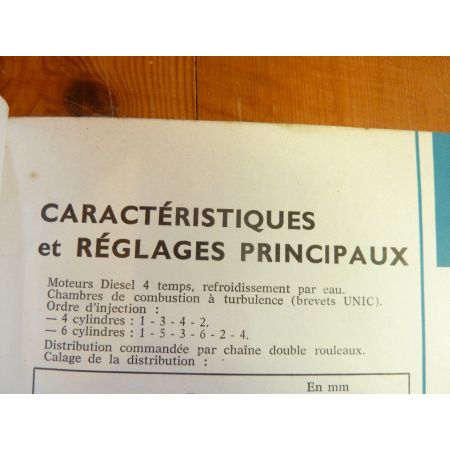 CARACTÉRISTIQUES
et RÉGLAGES PRINCIPAUX
Moteurs Diesel 4 temps, refroidissement par eau.
Chambres de combustion à turbulence (brevets UNIC).
Ordre d'injection :
— 4 cylindres : 1 - 3 - 4 - 2.
— 6 cylindres : 1 - 5 - 3 - 6 - 2 - 4.
Distribution commandée par chaîne double rouleaux.
Calage de la distribution :
En mm